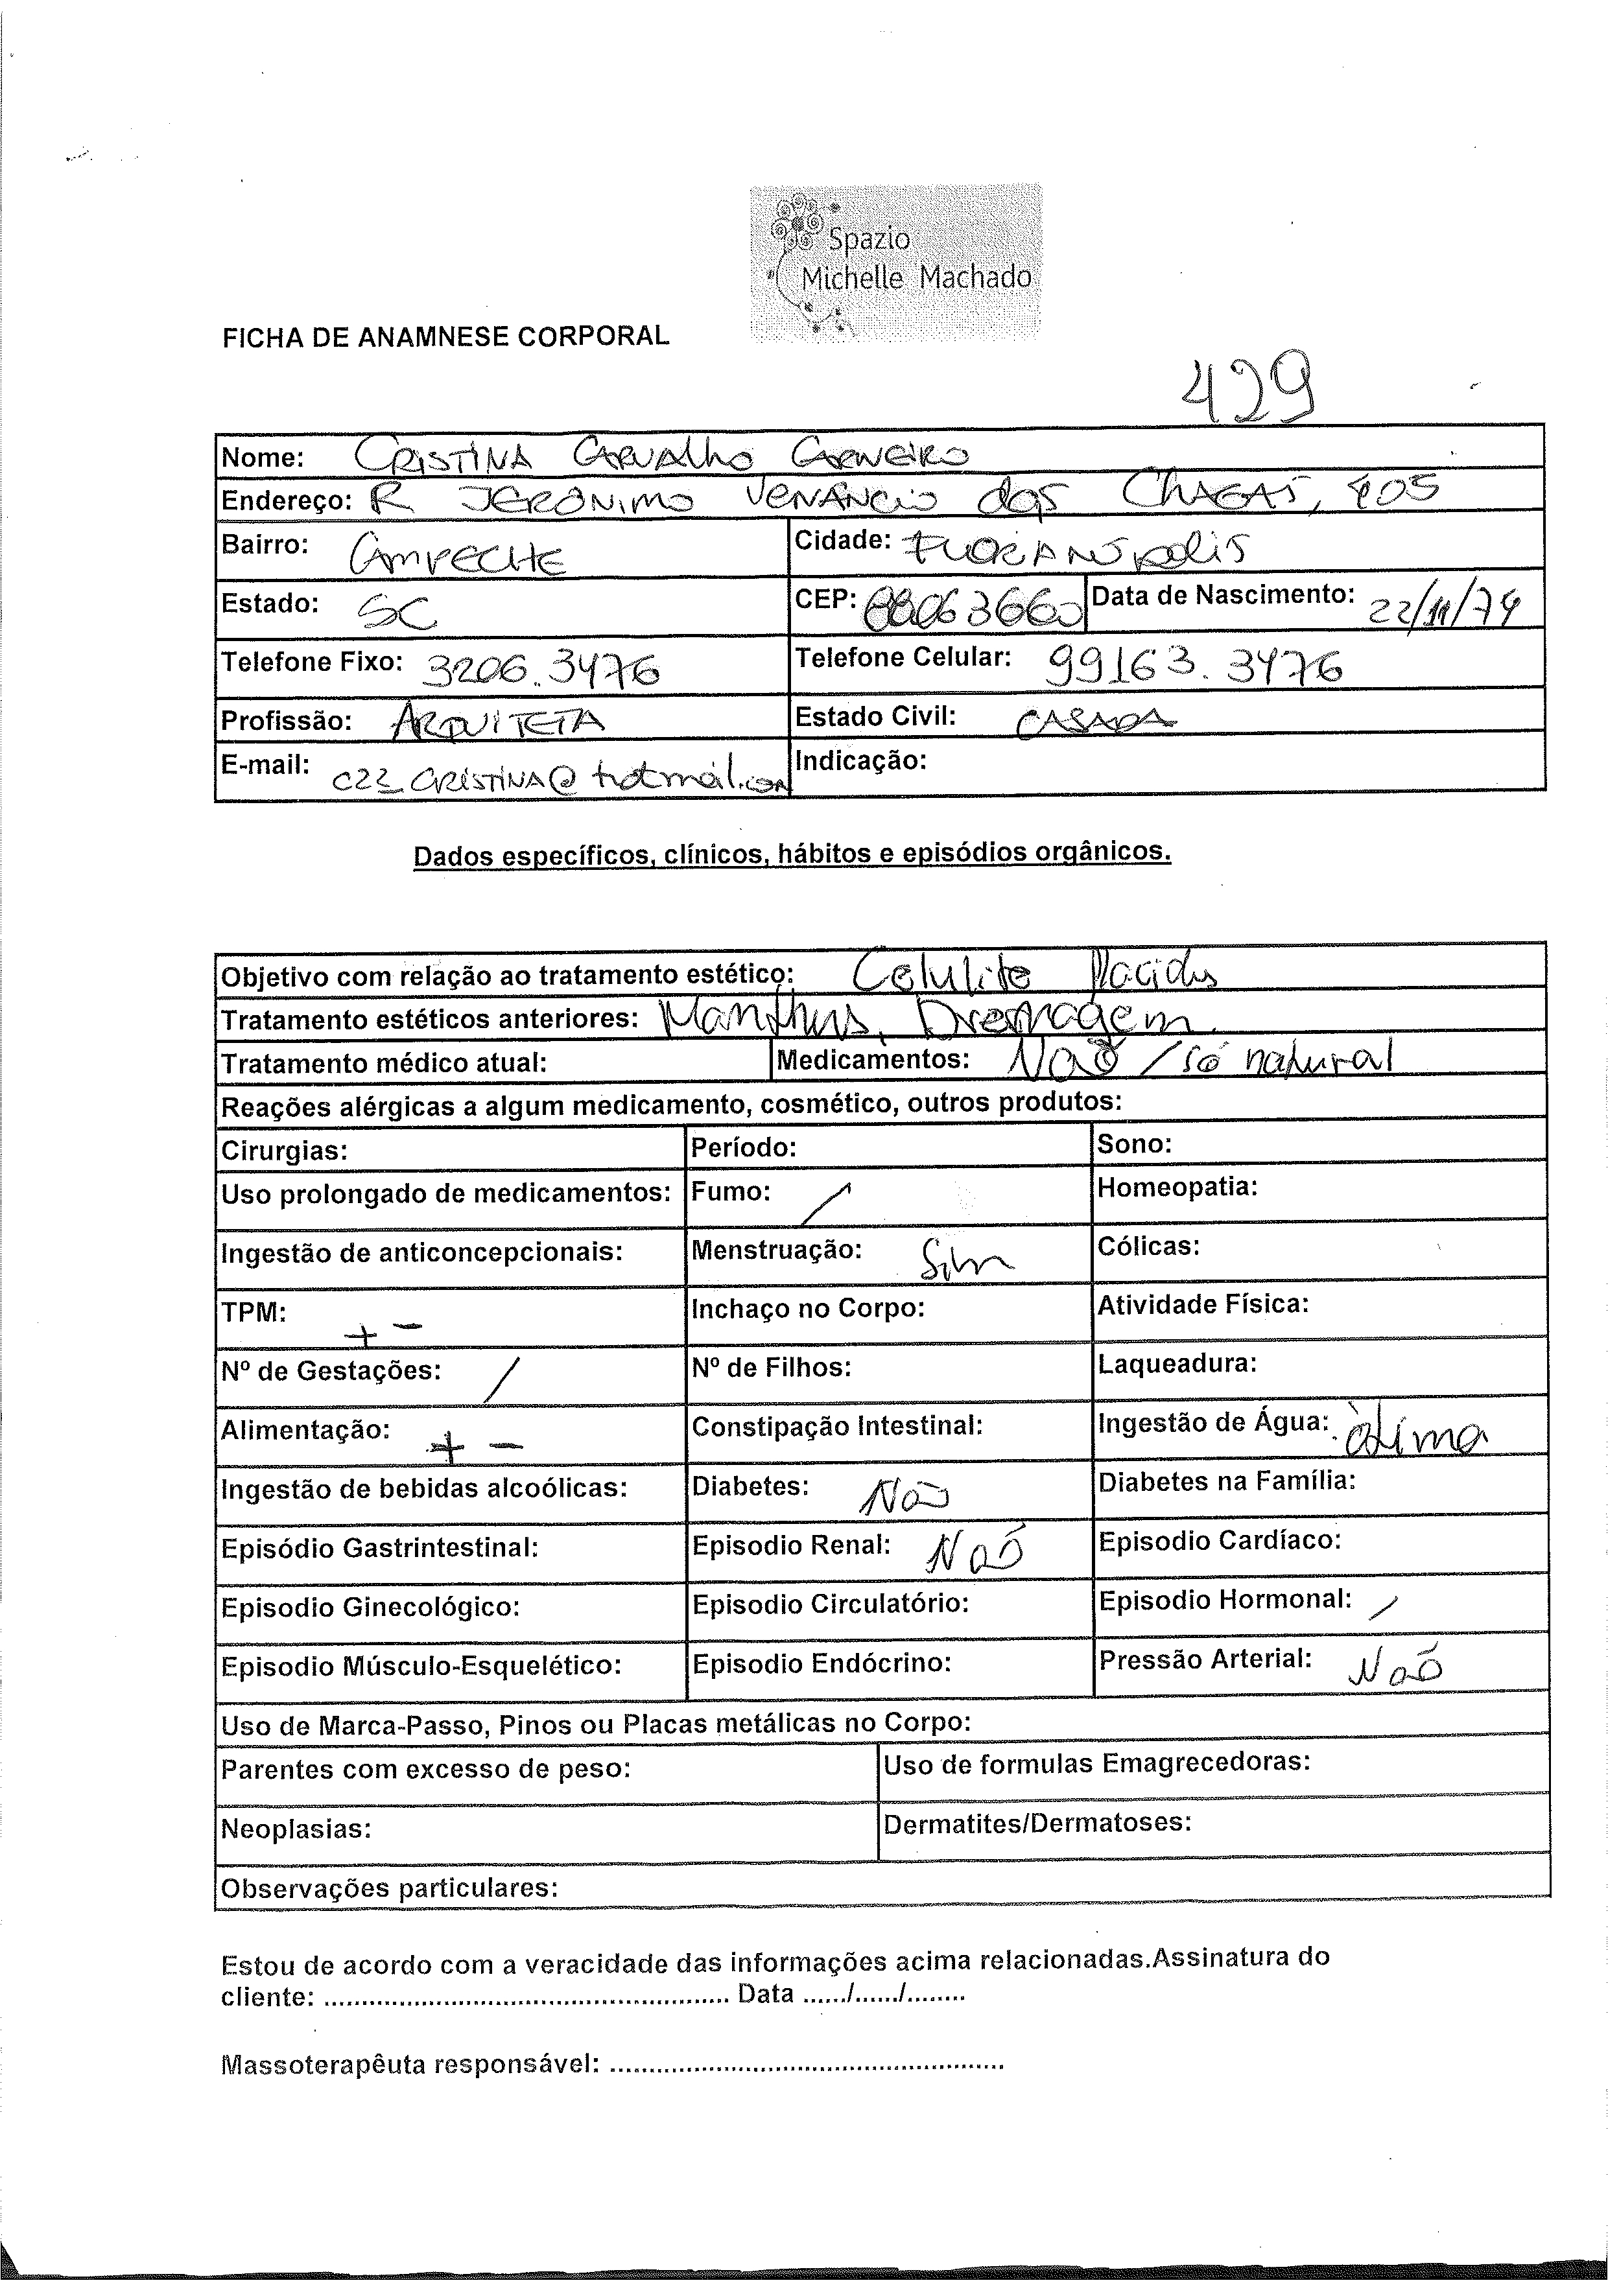 Spazio
Michelle Machado
FICHA DE ANAMNESE CORPORAL
429
Nome: CRISTINA CARVALHO CARNEIRO
Endereço: R JERÔNIMO VENÂNCIO das CHAGAS, 405
Bairro: CAMPECHE Cidade: FLORIANÓPOLIS
Estado: SC CEP: 88063660 Data de Nascimento: 22/11/74
Telefone Fixo: 3206.3476 Telefone Celular: 99163.3476
Profissão: ARQUITETA Estado Civil: CASADA
E-mail: c22_CRISTINA@hotmail.com Indicação:
Dados específicos, clínicos, hábitos e episódios orgânicos.
Objetivo com relação ao tratamento estético: Celulite flacidez
Tratamento estéticos anteriores: Manthus, Drenagem.
Tratamento médico atual: Medicamentos: Não / só natural
Reações alérgicas a algum medicamento, cosmético, outros produtos:
Cirurgias: Período: Sono:
Uso prolongado de medicamentos: Fumo: / Homeopatia:
Ingestão de anticoncepcionais: Menstruação: Sim Cólicas:
TPM: + - Inchaço no Corpo: Atividade Física:
Nº de Gestações: / Nº de Filhos: Laqueadura:
Alimentação: + - Constipação Intestinal: Ingestão de Água: ótima
Ingestão de bebidas alcoólicas: Diabetes: Não Diabetes na Família:
Episódio Gastrintestinal: Episodio Renal: Não Episodio Cardíaco:
Episodio Ginecológico: Episodio Circulatório: Episodio Hormonal: /
Episodio Músculo-Esquelético: Episodio Endócrino: Pressão Arterial: Não
Uso de Marca-Passo, Pinos ou Placas metálicas no Corpo:
Parentes com excesso de peso: Uso de formulas Emagrecedoras:
Neoplasias: Dermatites/Dermatoses:
Observações particulares:
Estou de acordo com a veracidade das informações acima relacionadas.Assinatura do
cliente: ...................................................... Data ....../....../........
Massoterapêuta responsável: .....................................................